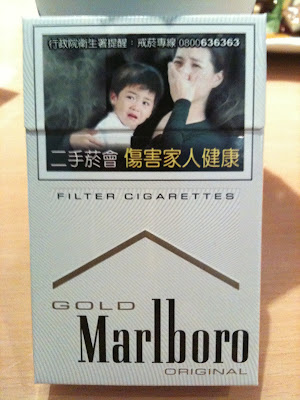 行政院衛生署提醒：戒菸專線 0800636363
二手菸會 傷害家人健康
FILTER CIGARETTES
GOLD
Marlboro
ORIGINAL